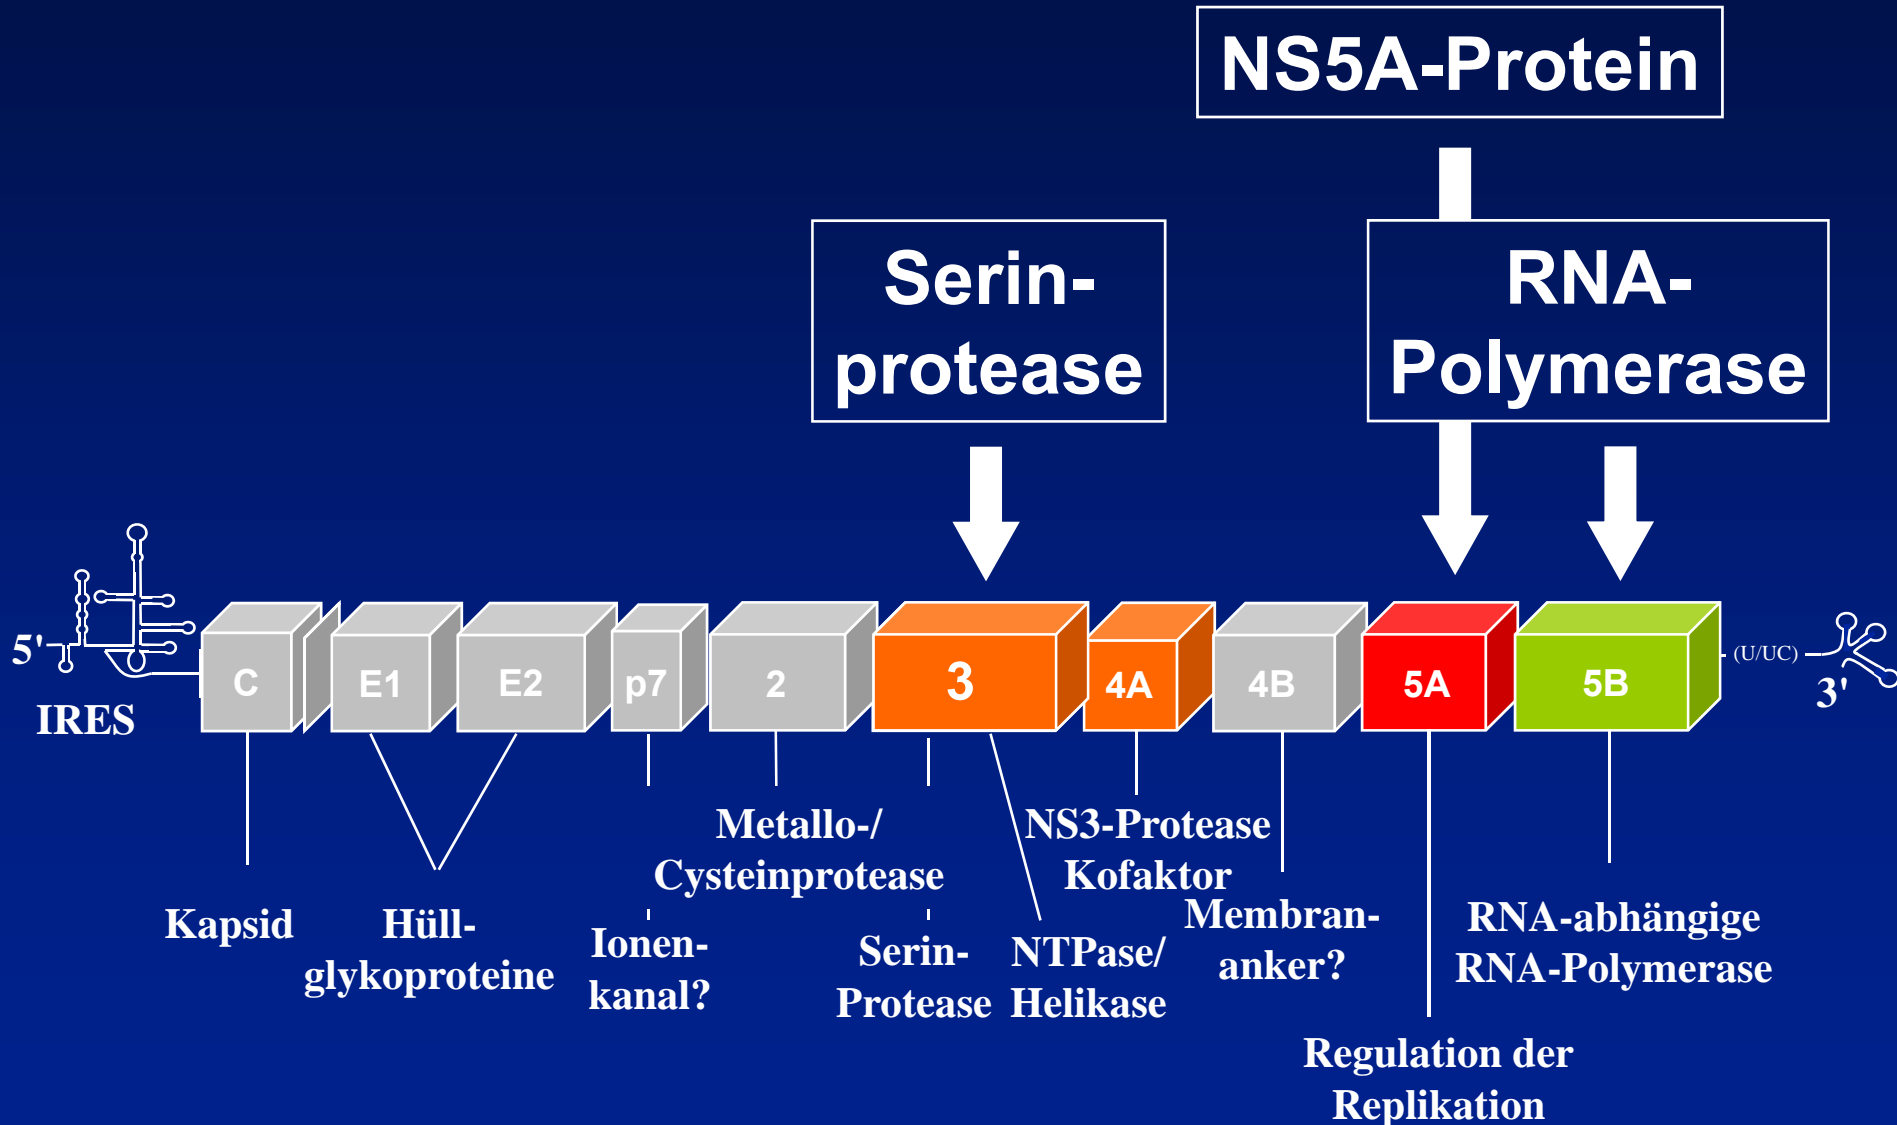 NS5A-Protein
Serin-
protease
RNA-
Polymerase
5'
IRES
C
E1
E2
p7
2
3
4A
4B
5A
5B
(U/UC)
3'
Kapsid
Hüll-
glykoproteine
Ionen-
kanal?
Metallo-/
Cysteinprotease
Serin-
Protease
NTPase/
Helikase
NS3-Protease
Kofaktor
Membran-
anker?
Regulation der
Replikation
RNA-abhängige
RNA-Polymerase